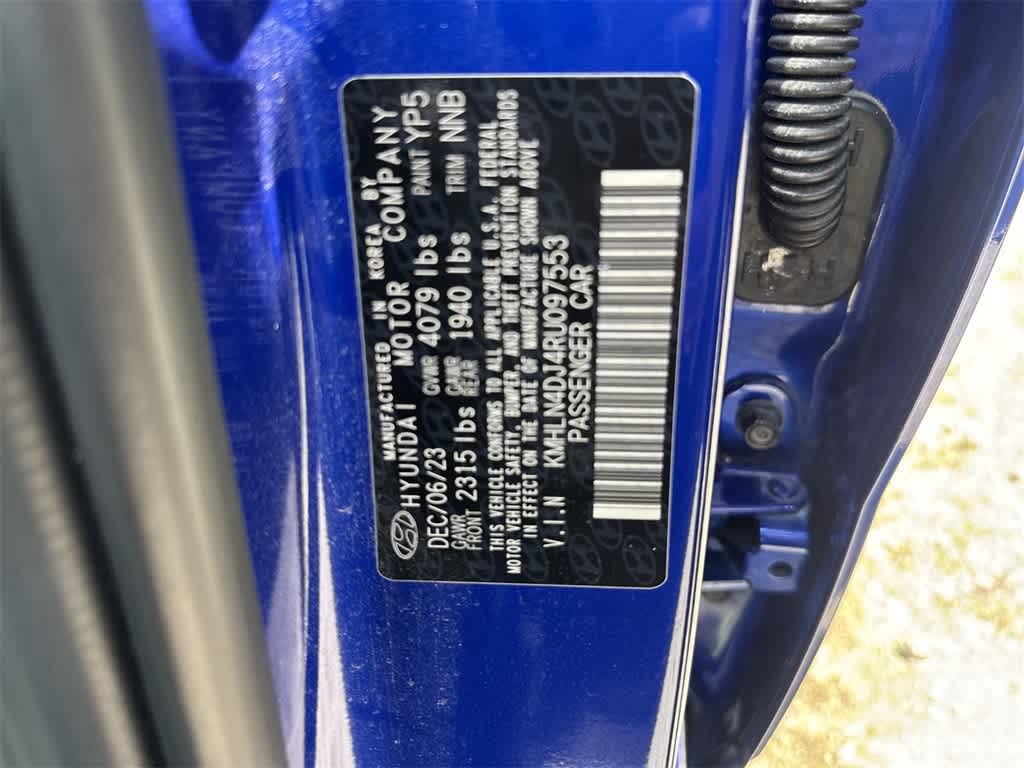 MANUFACTURED IN KOREA BY
HYUNDAI MOTOR COMPANY
DEC/06/23 GVWR 4079 lbs PAINT YP5
GAWR FRONT 2315 lbs GAWR REAR 1940 lbs TRIM NNB
THIS VEHICLE CONFORMS TO ALL APPLICABLE U.S.A. FEDERAL
MOTOR VEHICLE SAFETY, BUMPER, AND THEFT PREVENTION STANDARDS
IN EFFECT ON THE DATE OF MANUFACTURE SHOWN ABOVE
V.I.N KMHLN4DJ4RU097553
PASSENGER CAR